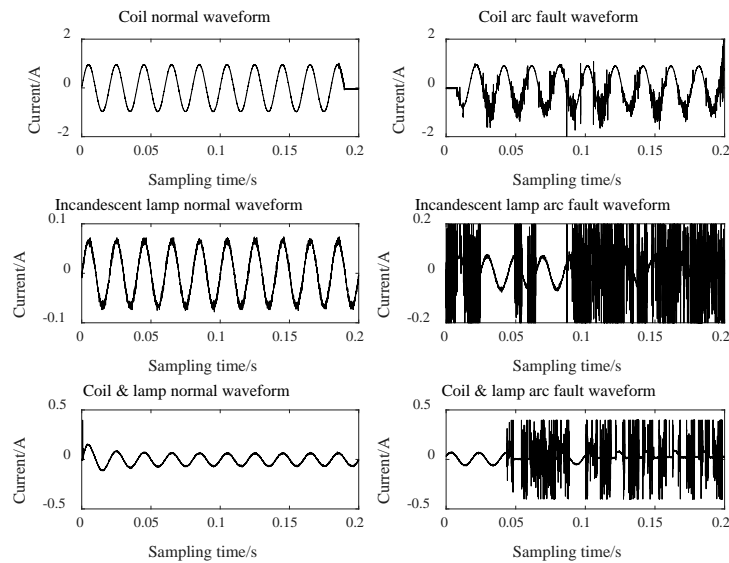 Coil normal waveform
2
0
-2
Current/A
0 0.05 0.1 0.15 0.2
Sampling time/s
Coil arc fault waveform
2
0
-2
Current/A
0 0.05 0.1 0.15 0.2
Sampling time/s
Incandescent lamp normal waveform
0.1
0
-0.1
Current/A
0 0.05 0.1 0.15 0.2
Sampling time/s
Incandescent lamp arc fault waveform
0.2
0
-0.2
Current/A
0 0.05 0.1 0.15 0.2
Sampling time/s
Coil & lamp normal waveform
0.5
0
-0.5
Current/A
0 0.05 0.1 0.15 0.2
Sampling time/s
Coil & lamp arc fault waveform
0.5
0
-0.5
Current/A
0 0.05 0.1 0.15 0.2
Sampling time/s